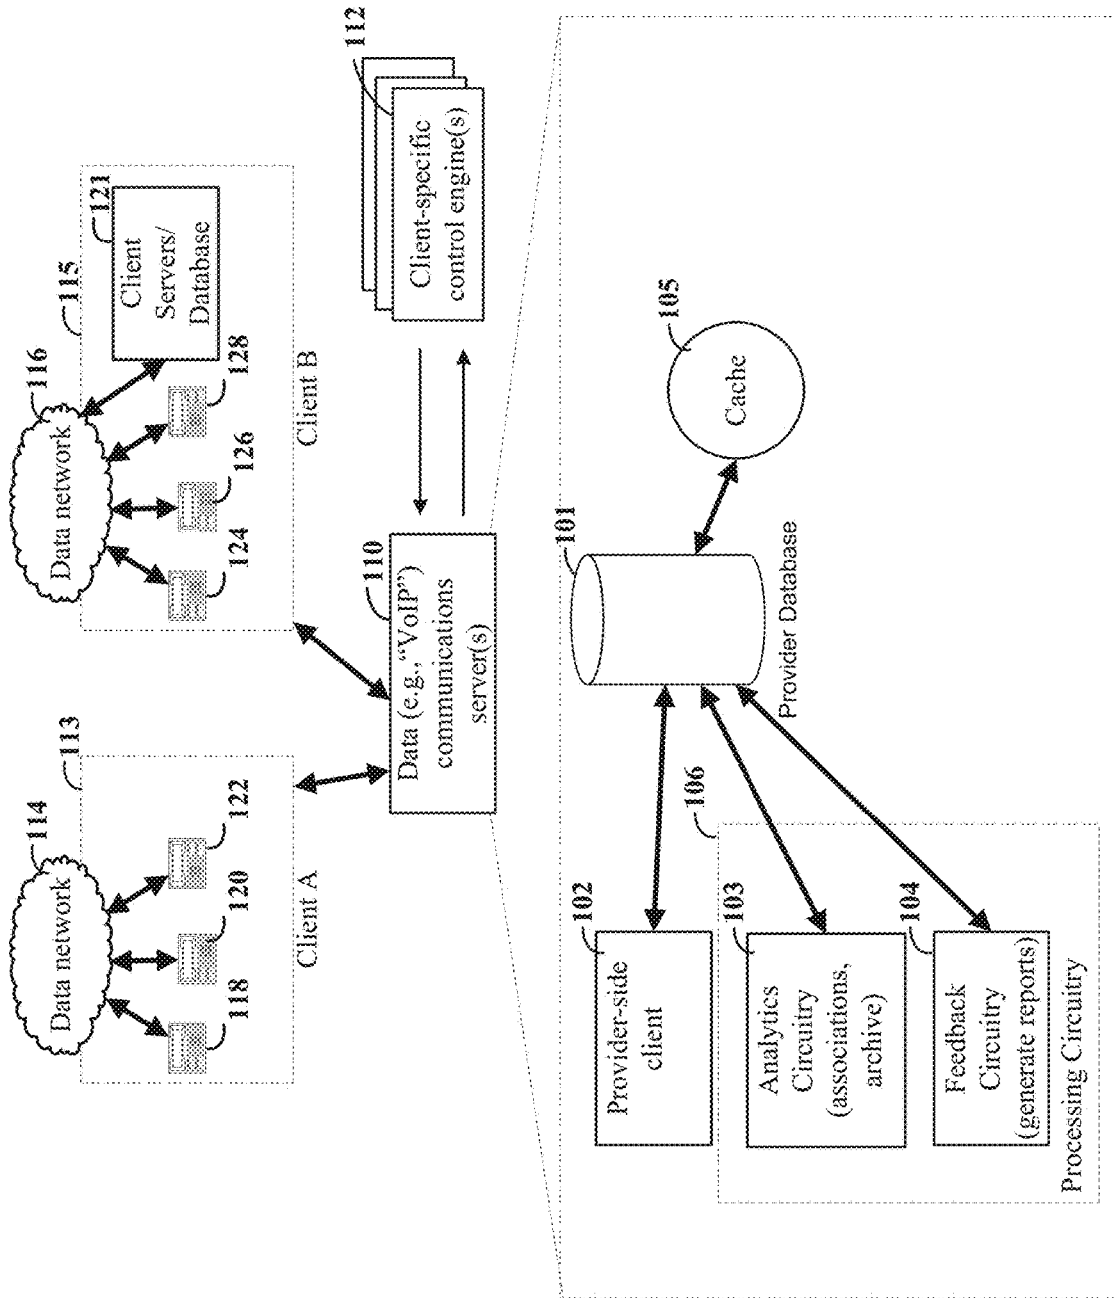 114
Data network
113
118
120
122
Client A
116
Data network
115
121
Client
Servers/
Database
124
126
128
Client B
110
Data (e.g., “VoIP”)
communications
server(s)
112
Client-specific
control engine(s)
102
Provider-side
client
106
103
Analytics
Circuitry
(associations,
archive)
104
Feedback
Circuitry
(generate reports)
Processing Circuitry
101
Provider Database
105
Cache